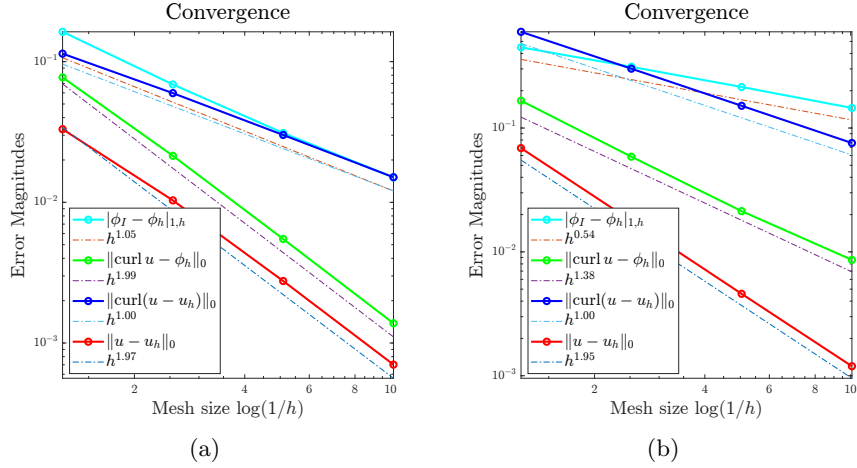 Convergence
10^{-1}
10^{-2}
10^{-3}
Error Magnitudes
|ϕ_I − ϕ_h|_{1,h}
h^{1.05}
‖curl u − ϕ_h‖_0
h^{1.99}
‖curl(u − u_h)‖_0
h^{1.00}
‖u − u_h‖_0
h^{1.97}
2 4 6 8 10
Mesh size log(1/h)
(a)
Convergence
10^{-1}
10^{-2}
10^{-3}
Error Magnitudes
|ϕ_I − ϕ_h|_{1,h}
h^{0.54}
‖curl u − ϕ_h‖_0
h^{1.38}
‖curl(u − u_h)‖_0
h^{1.00}
‖u − u_h‖_0
h^{1.95}
2 4 6 8 10
Mesh size log(1/h)
(b)